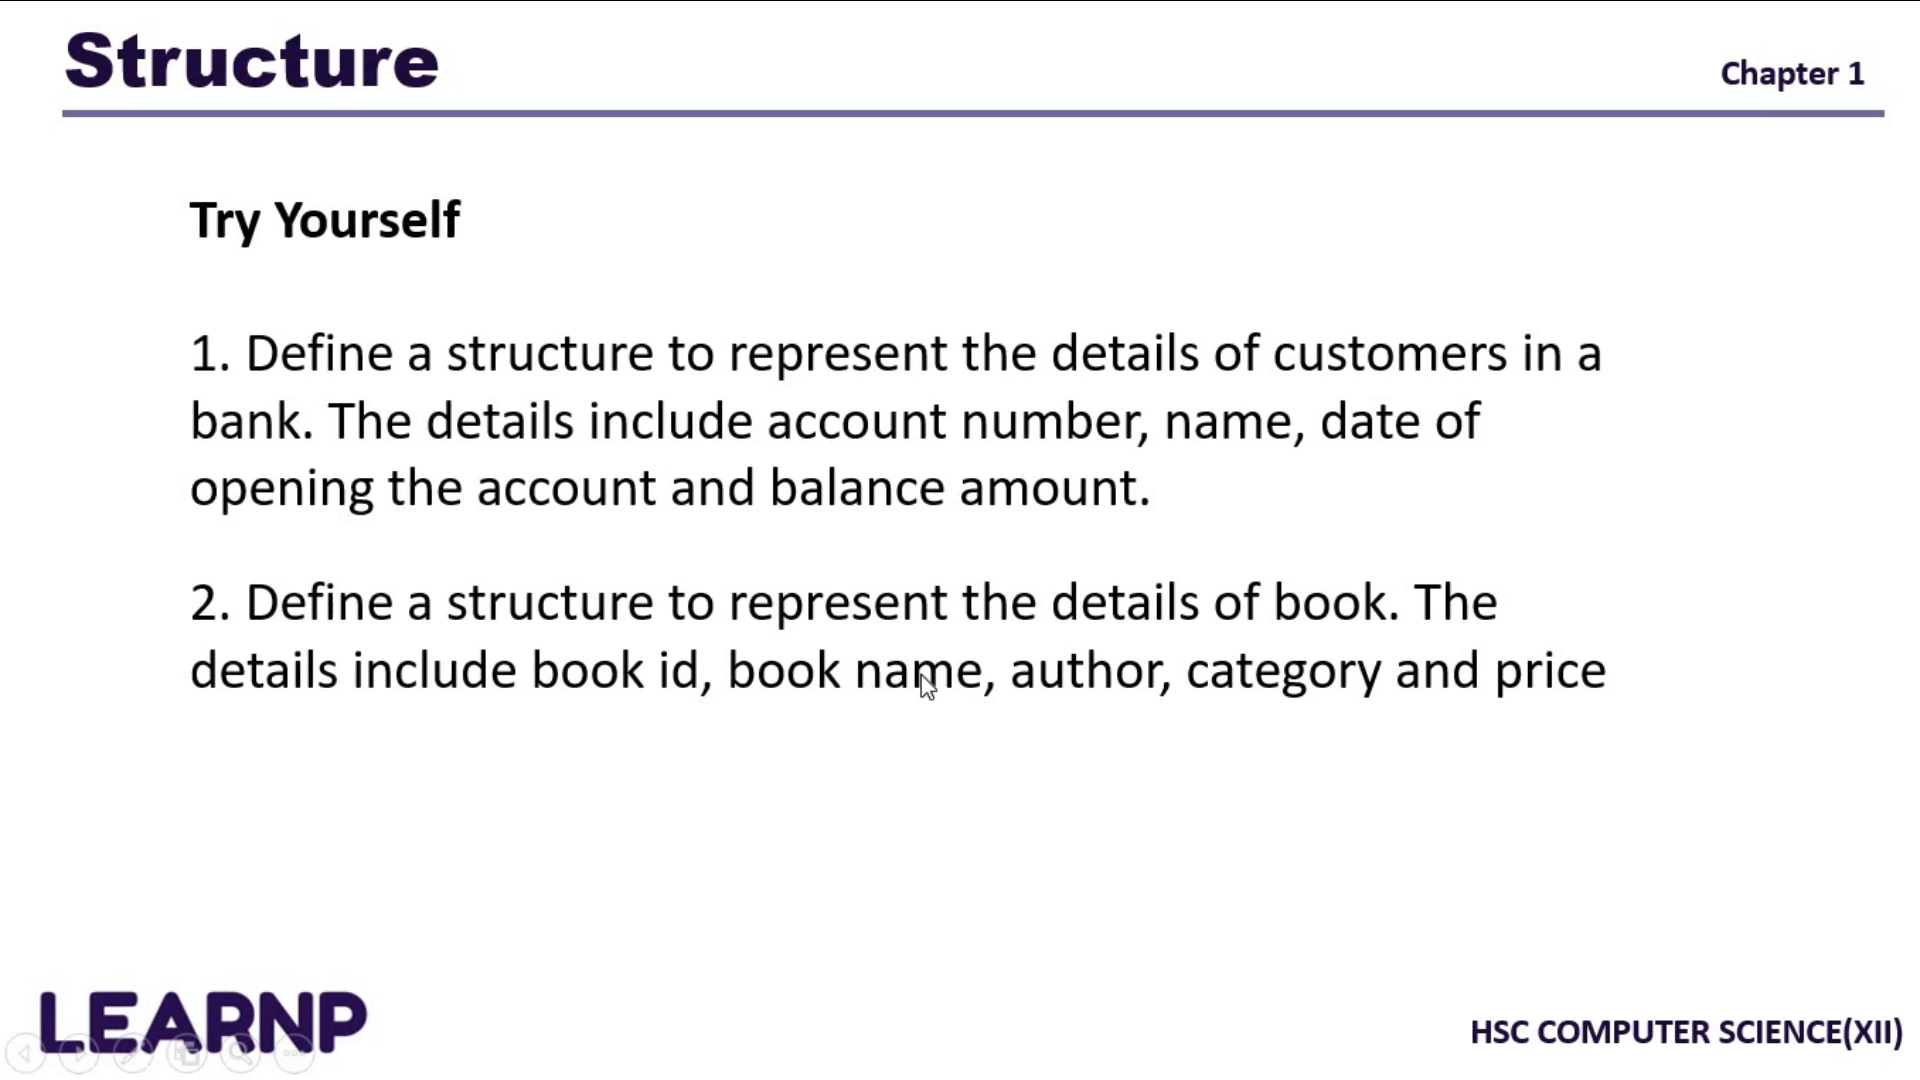 Structure
Chapter 1
Try Yourself
1. Define a structure to represent the details of customers in a
bank. The details include account number, name, date of
opening the account and balance amount.
2. Define a structure to represent the details of book. The
details include book id, book name, author, category and price
LEARNP
HSC COMPUTER SCIENCE(XII)